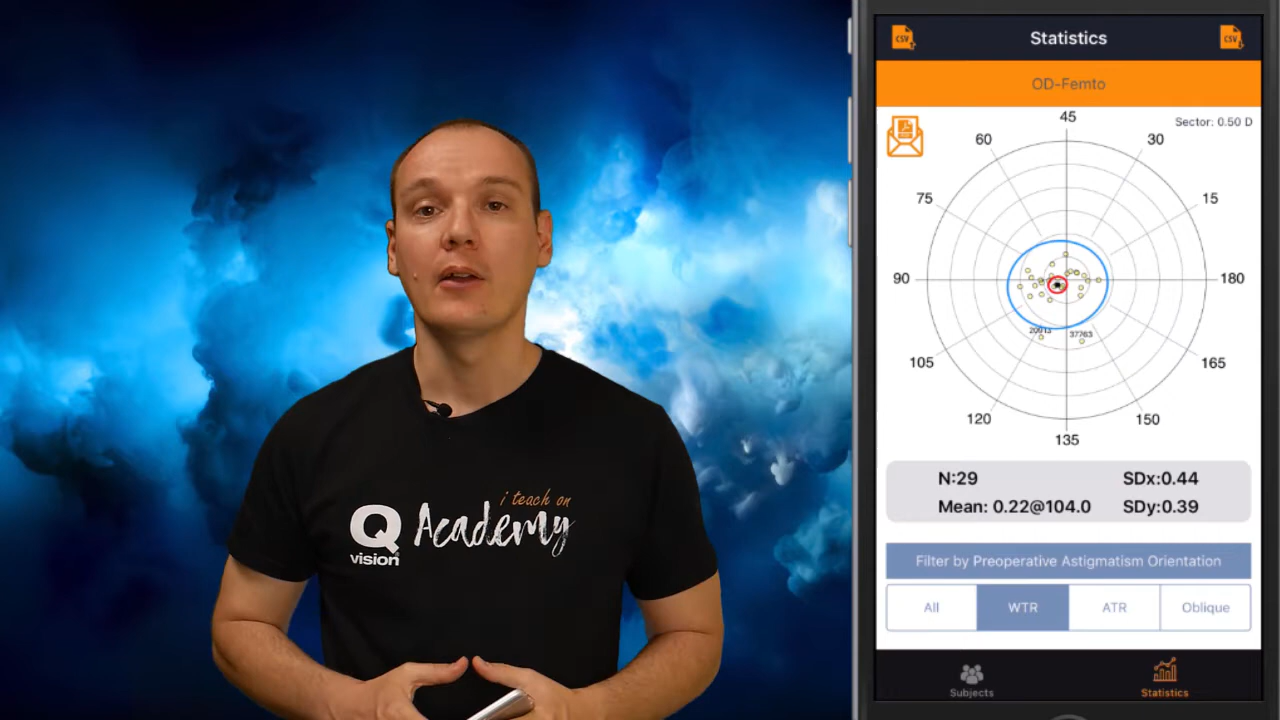 i teach on
Q Academy
vision
CSV
Statistics
CSV
OD-Femto
Sector: 0.50 D
45
60
30
75
15
90
180
20913
37763
105
165
120
150
135
N:29
SDx:0.44
Mean: 0.22@104.0
SDy:0.39
Filter by Preoperative Astigmatism Orientation
All
WTR
ATR
Oblique
Subjects
Statistics